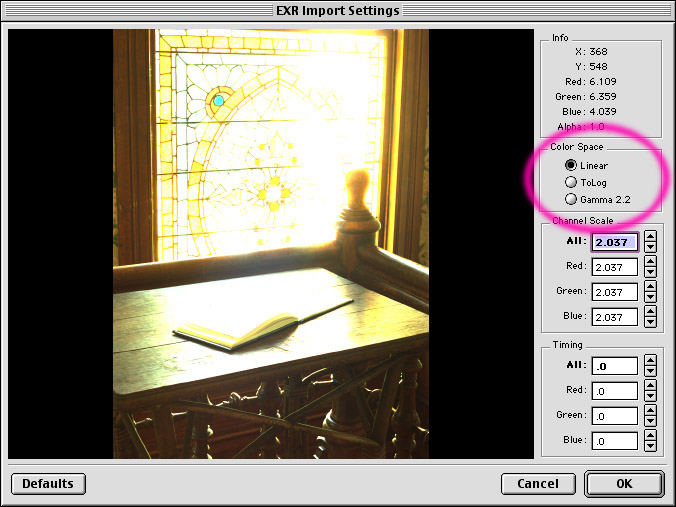 EXR Import Settings
Info
X: 368
Y: 548
Red: 6.109
Green: 6.359
Blue: 4.039
Alpha: 1.0
Color Space
Linear
ToLog
Gamma 2.2
Channel Scale
All: 2.037
Red: 2.037
Green: 2.037
Blue: 2.037
Timing
All: .0
Red: .0
Green: .0
Blue: .0
Defaults
Cancel
OK